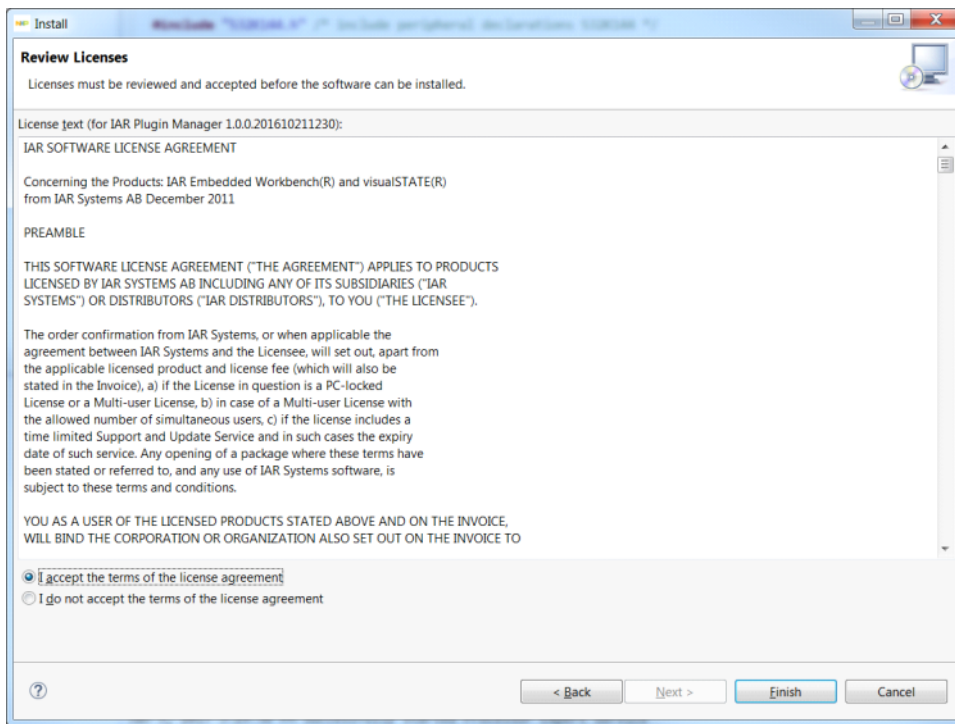 Install
#include "S32K144.h" /* include peripheral declarations S32K144 */
Review Licenses
Licenses must be reviewed and accepted before the software can be installed.
License text (for IAR Plugin Manager 1.0.0.201610211230):
IAR SOFTWARE LICENSE AGREEMENT
Concerning the Products: IAR Embedded Workbench(R) and visualSTATE(R)
from IAR Systems AB December 2011
PREAMBLE
THIS SOFTWARE LICENSE AGREEMENT ("THE AGREEMENT") APPLIES TO PRODUCTS
LICENSED BY IAR SYSTEMS AB INCLUDING ANY OF ITS SUBSIDIARIES ("IAR
SYSTEMS") OR DISTRIBUTORS ("IAR DISTRIBUTORS"), TO YOU ("THE LICENSEE").
The order confirmation from IAR Systems, or when applicable the
agreement between IAR Systems and the Licensee, will set out, apart from
the applicable licensed product and license fee (which will also be
stated in the Invoice), a) if the License in question is a PC-locked
License or a Multi-user License, b) in case of a Multi-user License with
the allowed number of simultaneous users, c) if the license includes a
time limited Support and Update Service and in such cases the expiry
date of such service. Any opening of a package where these terms have
been stated or referred to, and any use of IAR Systems software, is
subject to these terms and conditions.
YOU AS A USER OF THE LICENSED PRODUCTS STATED ABOVE AND ON THE INVOICE,
WILL BIND THE CORPORATION OR ORGANIZATION ALSO SET OUT ON THE INVOICE TO
I accept the terms of the license agreement
I do not accept the terms of the license agreement
< Back
Next >
Finish
Cancel